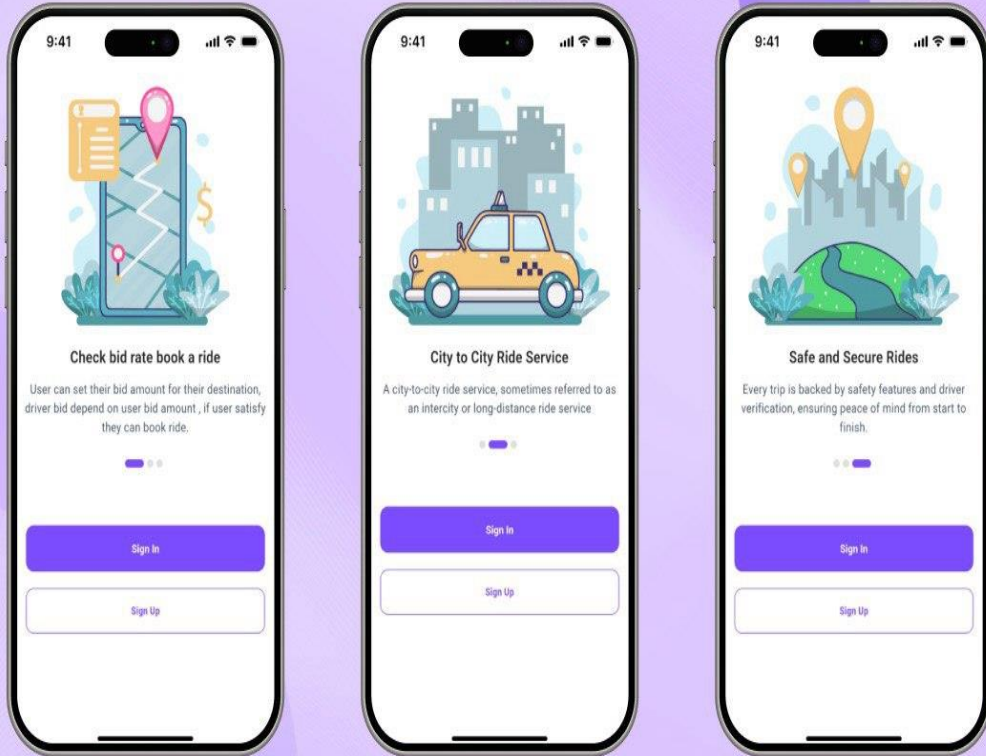 9:41
Check bid rate book a ride
User can set their bid amount for their destination,
driver bid depend on user bid amount , if user satisfy
they can book ride.
Sign In
Sign Up
9:41
City to City Ride Service
A city-to-city ride service, sometimes referred to as
an intercity or long-distance ride service
Sign In
Sign Up
9:41
Safe and Secure Rides
Every trip is backed by safety features and driver
verification, ensuring peace of mind from start to
finish.
Sign In
Sign Up